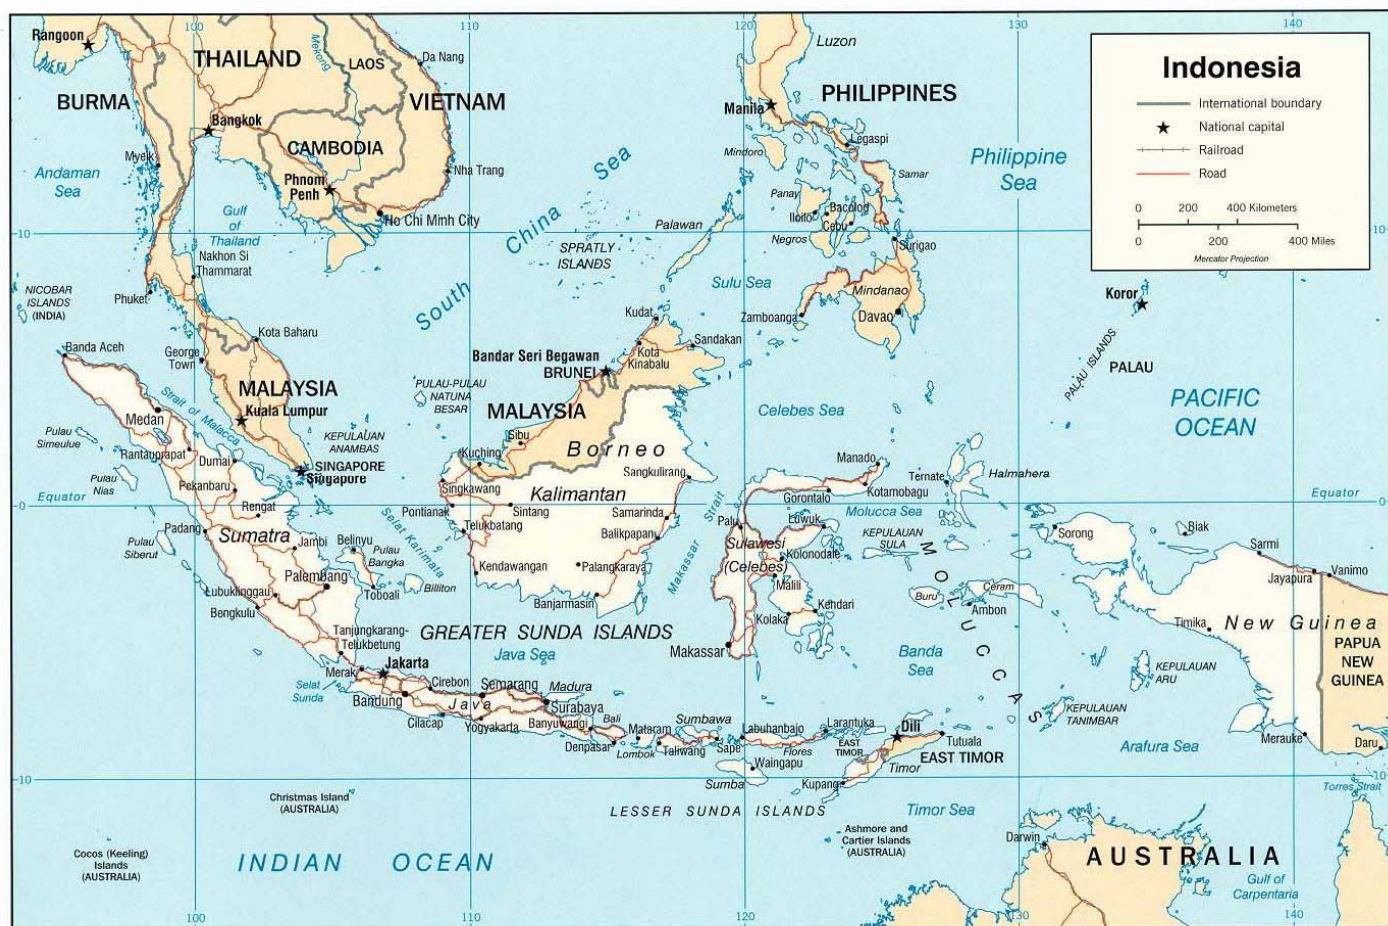 100
110
120
130
140
Rangoon
THAILAND
LAOS
Mekong
Da Nang
BURMA
VIETNAM
Bangkok
CAMBODIA
Myeik
Phnom
Penh
Nha Trang
Andaman
Sea
Gulf
of
Thailand
Ho Chi Minh City
Nakhon Si
Thammarat
Phuket
NICOBAR
ISLANDS
(INDIA)
South China Sea
SPRATLY
ISLANDS
Luzon
Manila
PHILIPPINES
Legaspi
Mindoro
Samar
Panay
Iloilo
Bacolod
Cebu
Negros
Palawan
Surigao
Sulu Sea
Mindanao
Zamboanga
Davao
Philippine
Sea
Indonesia
International boundary
National capital
Railroad
Road
0 200 400 Kilometers
0 200 400 Miles
Mercator Projection
10
10
Koror
PALAU ISLANDS
PALAU
PACIFIC
OCEAN
Banda Aceh
George
Town
Kota Baharu
MALAYSIA
Kuala Lumpur
Strait of Malacca
Medan
Pulau
Simeulue
Rantauprapat
Dumai
Pulau
Nias
Pekanbaru
SINGAPORE
Singapore
KEPULAUAN
ANAMBAS
PULAU-PULAU
NATUNA
BESAR
Kudat
Sandakan
Kota
Kinabalu
Bandar Seri Begawan
BRUNEI
MALAYSIA
Sibu
Kuching
Borneo
Kalimantan
Singkawang
Pontianak
Sintang
Telukbatang
Sangkulirang
Samarinda
Balikpapan
Kendawangan
Palangkaraya
Banjarmasin
Celebes Sea
Manado
Gorontalo
Kotamobagu
Ternate
Halmahera
Molucca Sea
Equator
Equator
0
0
Rengat
Padang
Sumatra
Jambi
Pulau
Siberut
Belinyu
Pulau
Bangka
Palembang
Lubuklinggau
Toboali
Billiton
Bengkulu
Selat Karimata
Makassar Strait
Palu
Luwuk
Sulawesi
(Celebes)
Kolonodale
Malili
Kendari
Kolaka
Makassar
KEPULAUAN
SULA
MOLUCCAS
Buru
Ceram
Ambon
Sorong
Biak
Sarmi
Jayapura
Vanimo
Timika
New Guinea
PAPUA
NEW
GUINEA
KEPULAUAN
ARU
KEPULAUAN
TANIMBAR
Merauke
Daru
Arafura Sea
Banda
Sea
Tanjungkarang-
Telukbetung
GREATER SUNDA ISLANDS
Java Sea
Merak
Jakarta
Selat
Sunda
Cirebon
Semarang
Madura
Bandung
Java
Surabaya
Cilacap
Yogyakarta
Banyuwangi
Bali
Denpasar
Mataram
Lombok
Sumbawa
Taliwang
Sape
Labuhanbajo
Larantuka
Flores
Waingapu
Sumba
EAST
TIMOR
Dili
Tutuala
EAST TIMOR
Timor
Kupang
LESSER SUNDA ISLANDS
Timor Sea
Torres Strait
10
10
Christmas Island
(AUSTRALIA)
Cocos (Keeling)
Islands
(AUSTRALIA)
INDIAN OCEAN
Ashmore and
Cartier Islands
(AUSTRALIA)
Darwin
AUSTRALIA
Gulf of
Carpentaria
100
110
120
130
140